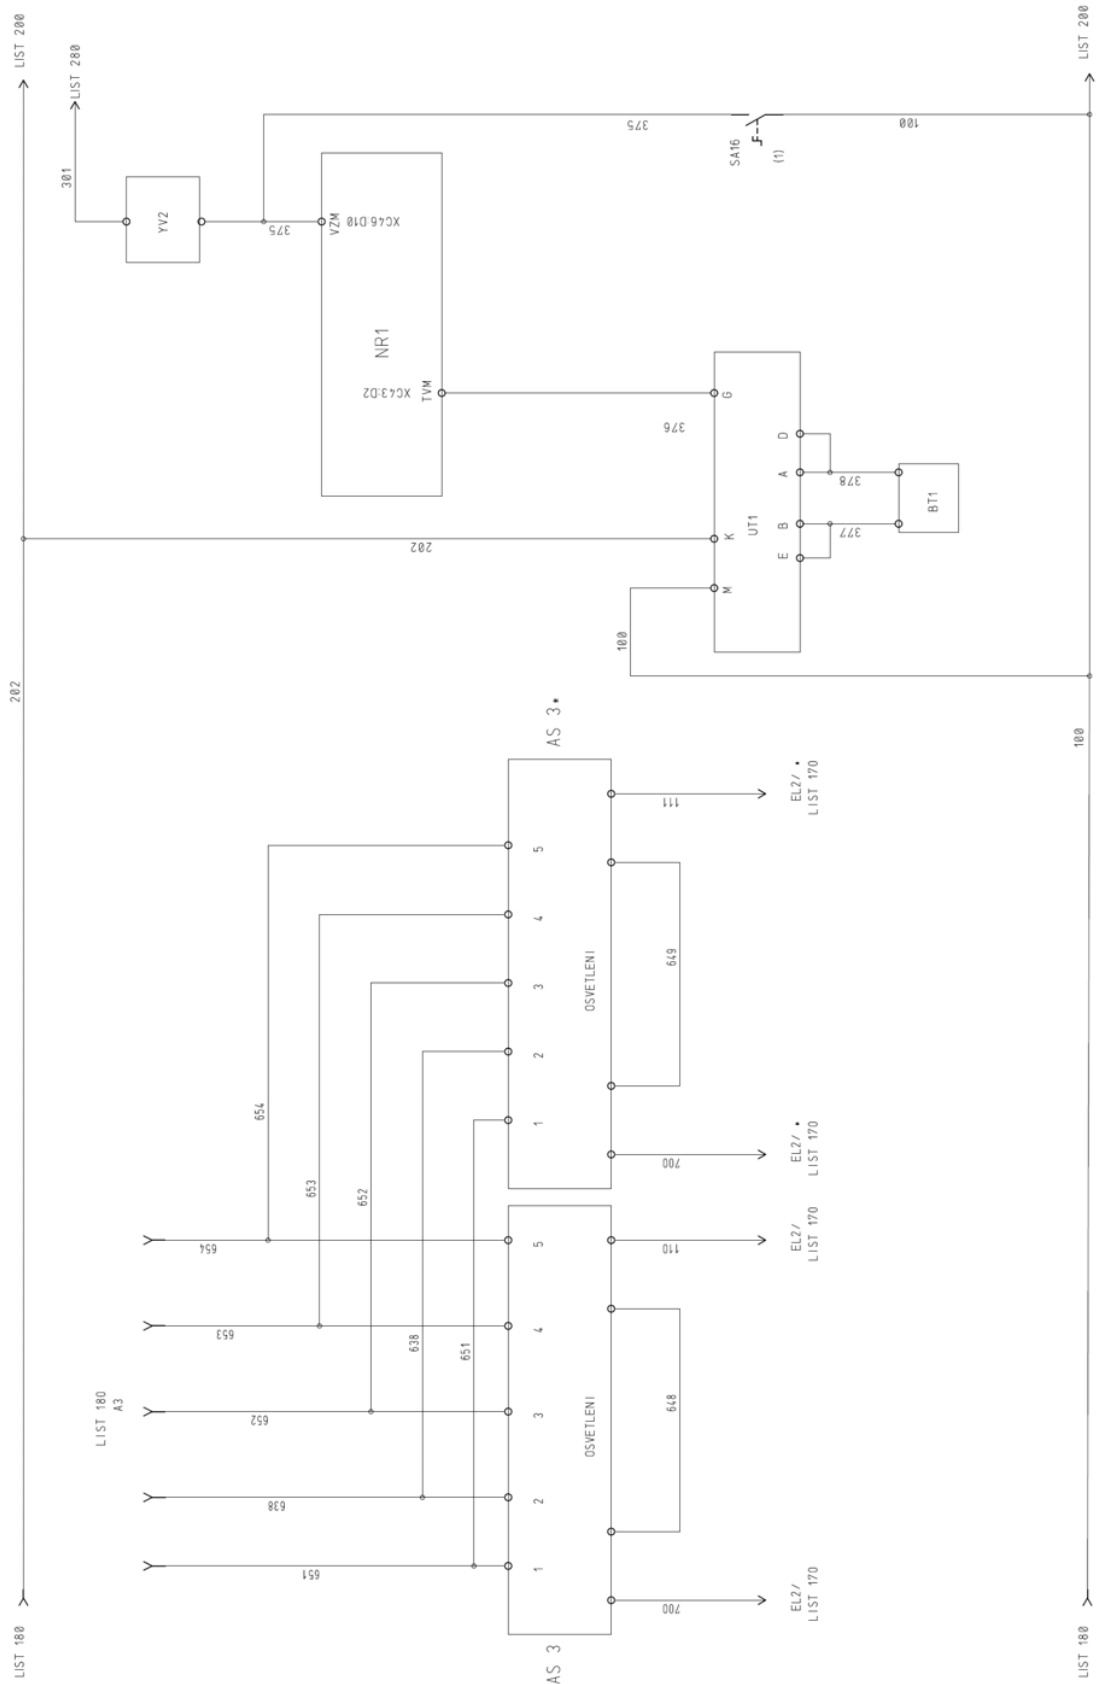 LIST 200
LIST 280
LIST 200
301
YV2
375
VZM
XC46:D10
NR1
XC43:D2
TVM
375
SA16
(1)
100
376
G
D
A
K
UT1
B
E
M
378
377
BT1
202
100
202
100
AS 3*
5
4
3
2
1
OSVETLENI
111
EL2/ *
LIST 170
649
700
EL2/ *
LIST 170
654
653
652
638
651
654
653
652
638
651
LIST 180
A3
5
4
3
2
1
OSVETLENI
110
EL2/
LIST 170
648
700
EL2/
LIST 170
AS 3
LIST 180
LIST 180